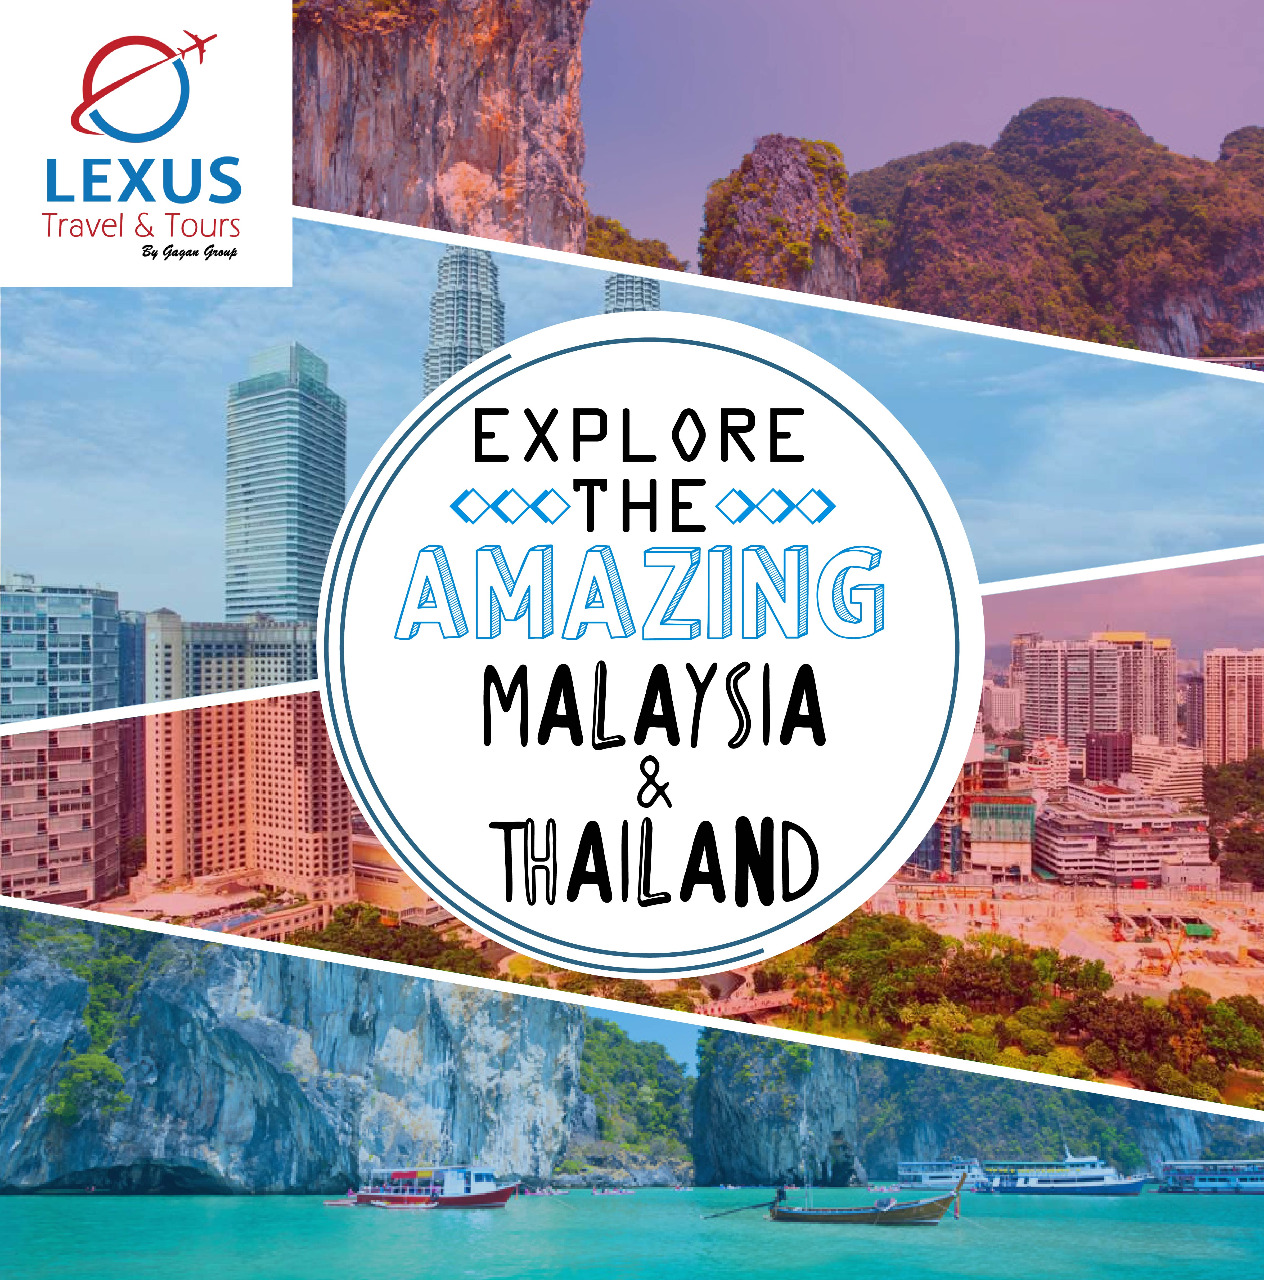 LEXUS
Travel & Tours
By Gagan Group
EXPLORE
THE
AMAZING
MALAYSIA
&
THAILAND